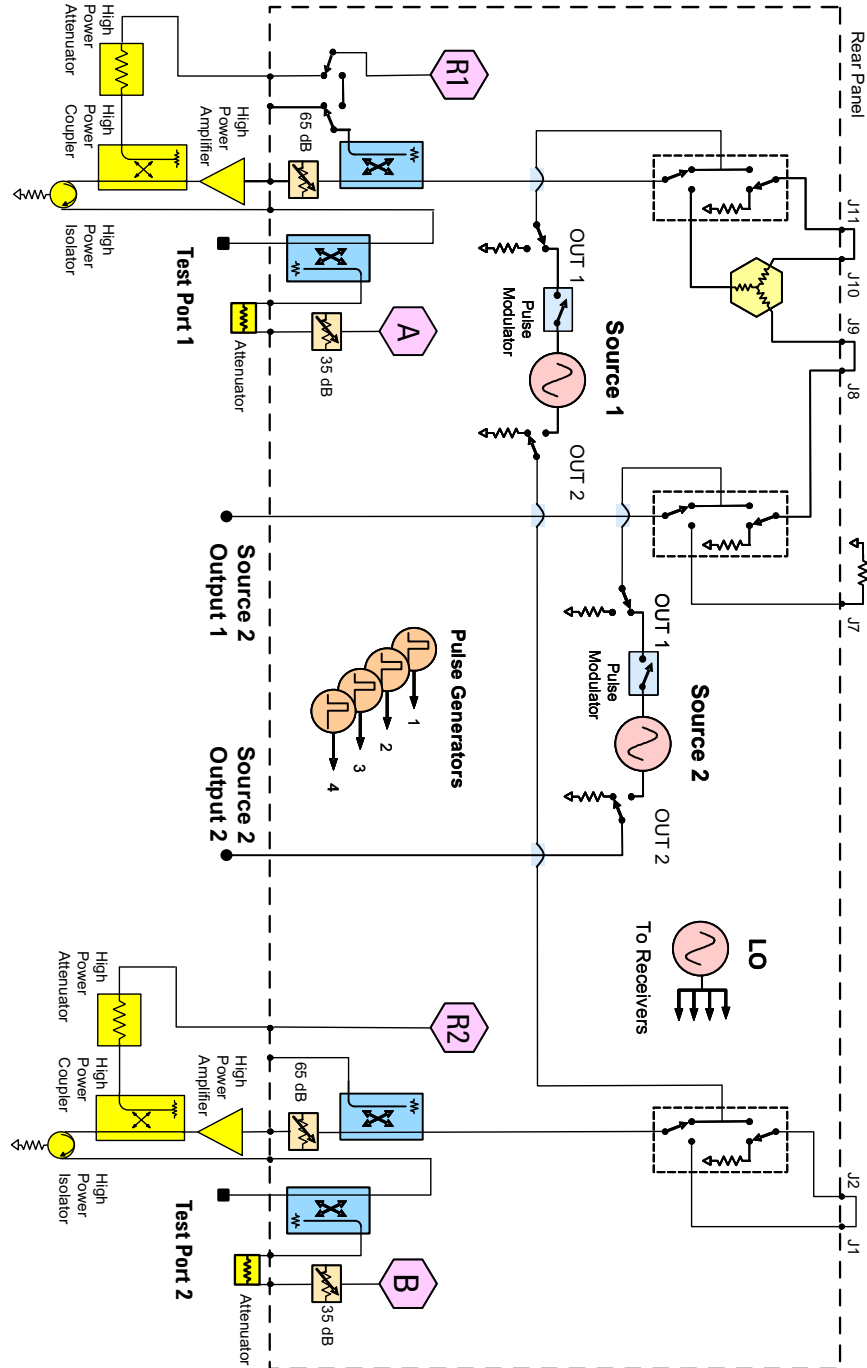 Rear Panel
J11
J10
J9
J8
J7
J2
J1
OUT 1
Pulse
Modulator
Source 1
OUT 2
OUT 1
Pulse
Modulator
Source 2
OUT 2
LO
To Receivers
R1
65 dB
A
35 dB
Pulse Generators
1
2
3
4
R2
65 dB
B
35 dB
High
Power
Attenuator
High
Power
Coupler
High
Power
Amplifier
High
Power
Isolator
Test Port 1
Attenuator
Source 2
Output 1
Source 2
Output 2
High
Power
Attenuator
High
Power
Coupler
High
Power
Amplifier
High
Power
Isolator
Test Port 2
Attenuator